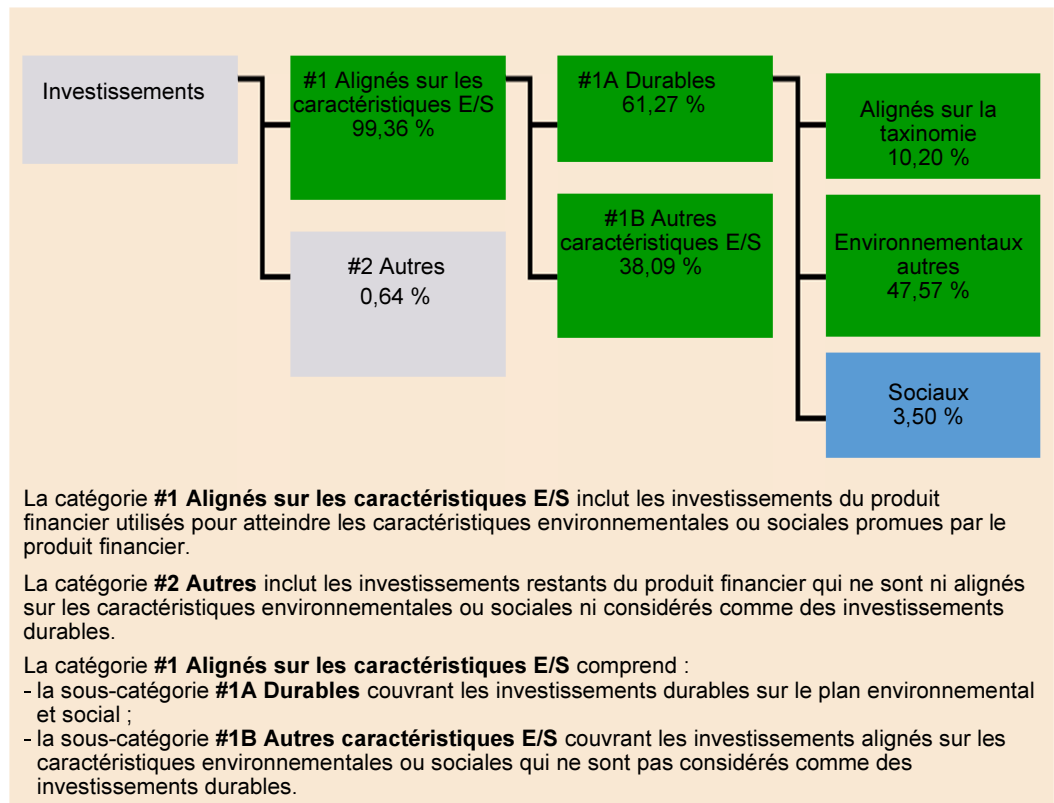 Investissements
#1 Alignés sur les
caractéristiques E/S
99,36 %
#2 Autres
0,64 %
#1A Durables
61,27 %
#1B Autres
caractéristiques E/S
38,09 %
Alignés sur la
taxinomie
10,20 %
Environnementaux
autres
47,57 %
Sociaux
3,50 %
La catégorie #1 Alignés sur les caractéristiques E/S inclut les investissements du produit
financier utilisés pour atteindre les caractéristiques environnementales ou sociales promues par le
produit financier.
La catégorie #2 Autres inclut les investissements restants du produit financier qui ne sont ni alignés
sur les caractéristiques environnementales ou sociales ni considérés comme des investissements
durables.
La catégorie #1 Alignés sur les caractéristiques E/S comprend :
- la sous-catégorie #1A Durables couvrant les investissements durables sur le plan environnemental
et social ;
- la sous-catégorie #1B Autres caractéristiques E/S couvrant les investissements alignés sur les
caractéristiques environnementales ou sociales qui ne sont pas considérés comme des
investissements durables.